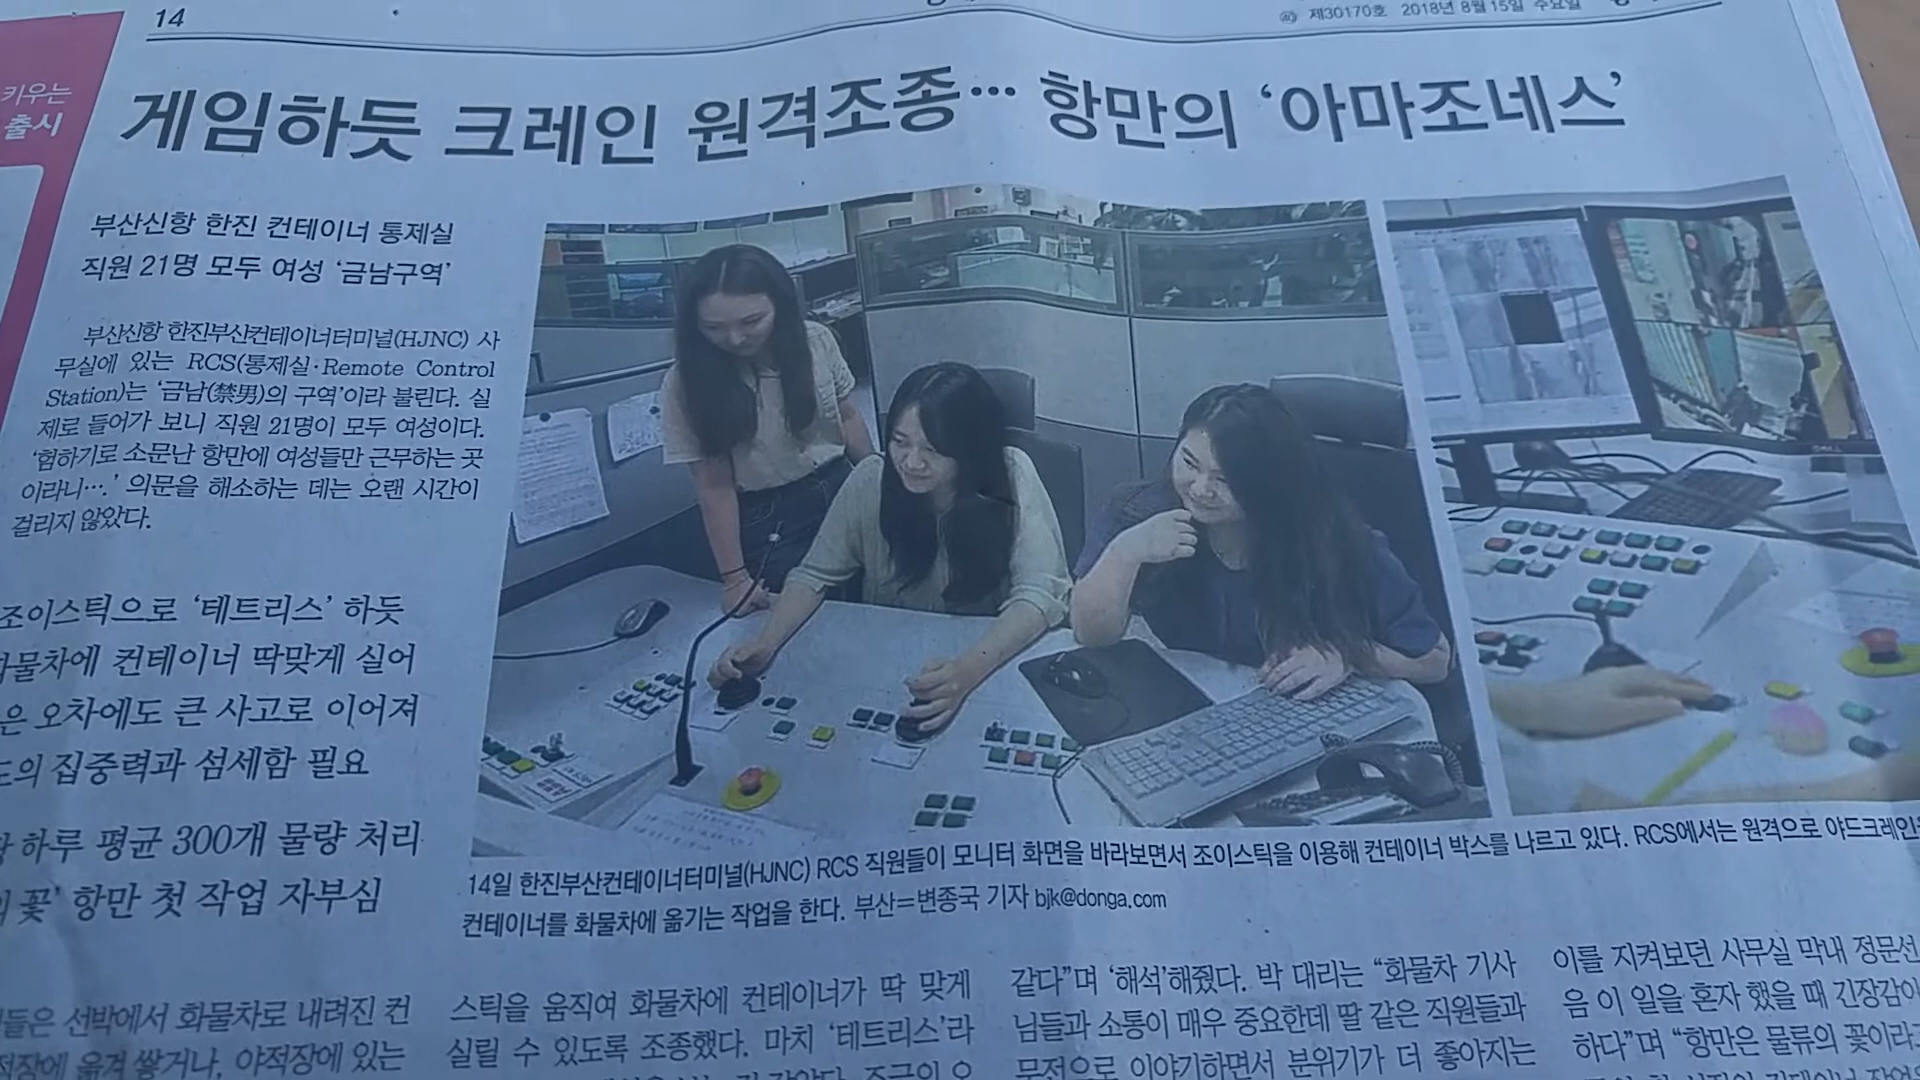 14
제30170호 2018년 8월 15일 수요일
키우는
출시
게임하듯 크레인 원격조종… 항만의 ‘아마조네스’
부산신항 한진 컨테이너 통제실
직원 21명 모두 여성 ‘금남구역’
부산신항 한진부산컨테이너터미널(HJNC) 사
무실에 있는 RCS(통제실·Remote Control
Station)는 ‘금남(禁男)의 구역’이라 불린다. 실
제로 들어가 보니 직원 21명이 모두 여성이다.
‘험하기로 소문난 항만에 여성들만 근무하는 곳
이라니….’ 의문을 해소하는 데는 오랜 시간이
걸리지 않았다.
조이스틱으로 ‘테트리스’ 하듯
화물차에 컨테이너 딱맞게 실어
은 오차에도 큰 사고로 이어져
의 집중력과 섬세함 필요
하루 평균 300개 물량 처리
꽃’ 항만 첫 작업 자부심
14일 한진부산컨테이너터미널(HJNC) RCS 직원들이 모니터 화면을 바라보면서 조이스틱을 이용해 컨테이너 박스를 나르고 있다. RCS에서는 원격으로 야드크레인
컨테이너를 화물차에 옮기는 작업을 한다. 부산=변종국 기자 bjk@donga.com
들은 선박에서 화물차로 내려진 컨
적장에 옮겨 쌓거나, 야적장에 있는
스틱을 움직여 화물차에 컨테이너가 딱 맞게
실릴 수 있도록 조종했다. 마치 ‘테트리스’라
같다”며 ‘해석’해줬다. 박 대리는 “화물차 기사
님들과 소통이 매우 중요한데 딸 같은 직원들과
무전으로 이야기하면서 분위기가 더 좋아지는
이를 지켜보던 사무실 막내 정문선
음 이 일을 혼자 했을 때 긴장감이
하다”며 “항만은 물류의 꽃이라고